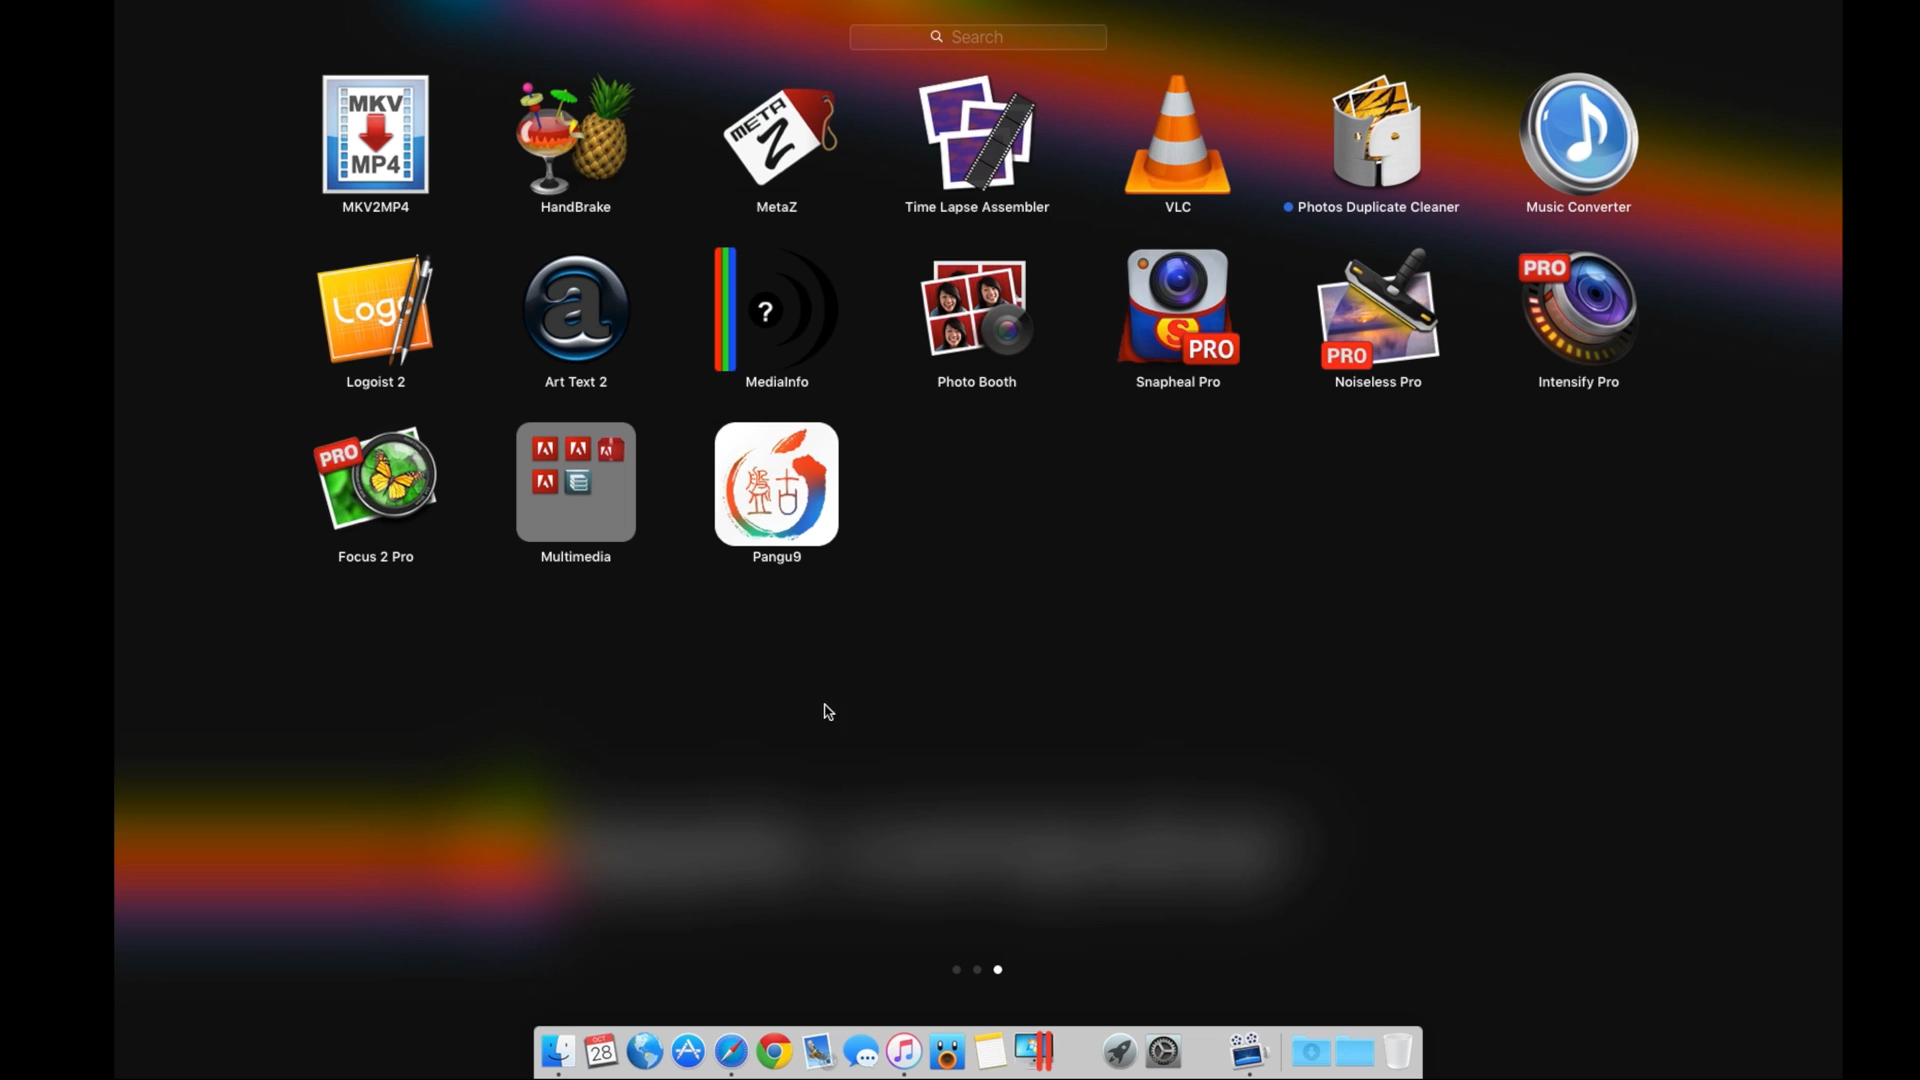 Search
MKV
MP4
META
Z
MKV2MP4
HandBrake
MetaZ
Time Lapse Assembler
VLC
Photos Duplicate Cleaner
Music Converter
Logo
a
?
S
PRO
PRO
PRO
Logoist 2
Art Text 2
MediaInfo
Photo Booth
Snapheal Pro
Noiseless Pro
Intensify Pro
PRO
盤古
Focus 2 Pro
Multimedia
Pangu9
OCT
28